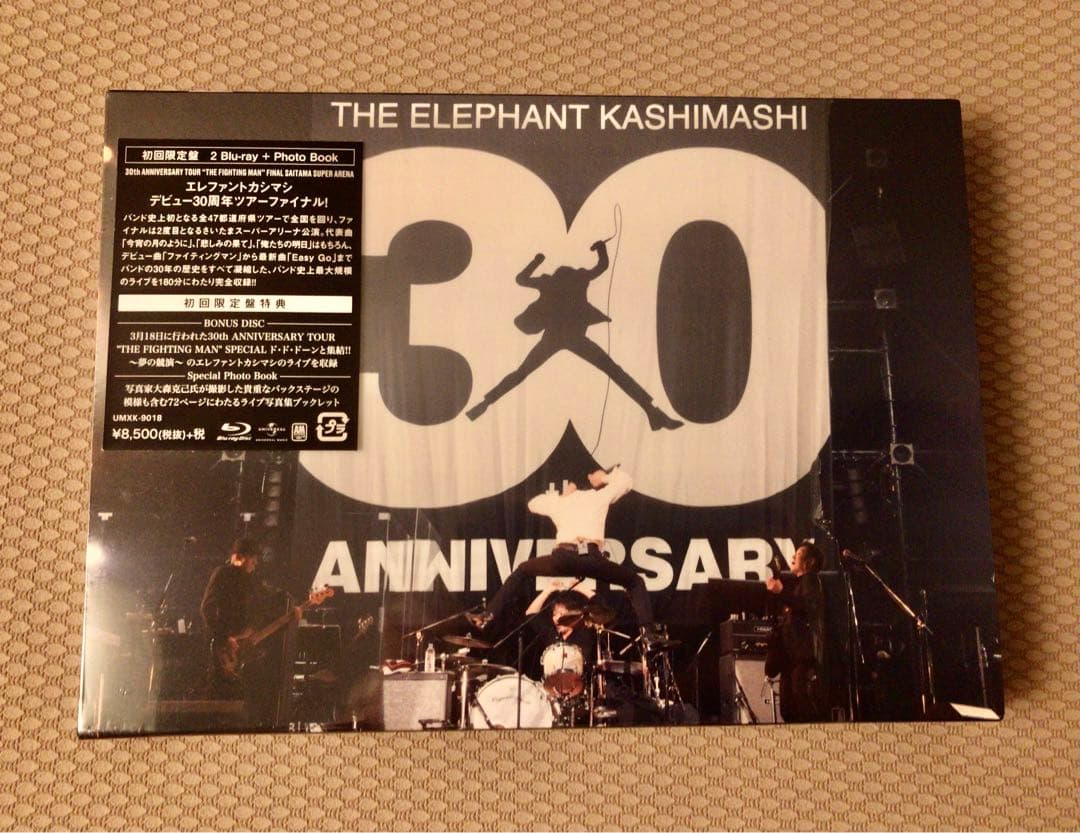 THE ELEPHANT KASHIMASHI
初回限定盤 2 Blu-ray + Photo Book
30th ANNIVERSARY TOUR "THE FIGHTING MAN" FINAL SAITAMA SUPER ARENA
エレファントカシマシ
デビュー30周年ツアーファイナル!
バンド史上初となる全47都道府県ツアーで全国を回り、ファ
イナルは2度目となるさいたまスーパーアリーナ公演。代表曲
「今宵の月のように」、「悲しみの果て」、「俺たちの明日」はもちろん、
デビュー曲「ファイティングマン」から最新曲「Easy Go」まで
バンドの30年の歴史をすべて凝縮した、バンド史上最大規模
のライブを180分にわたり完全収録!!
初回限定盤特典
BONUS DISC
3月18日に行われた30th ANNIVERSARY TOUR
"THE FIGHTING MAN" SPECIAL ド・ド・ドーンと集結!!
～夢の競演～ のエレファントカシマシのライブを収録
Special Photo Book
写真家大森克己氏が撮影した貴重なバックステージの
模様も含む72ページにわたるライブ写真集ブックレット
UMXK-9018
¥8,500(税抜)+税
Blu-ray Disc
UNIVERSAL
UNIVERSAL MUSIC
A&M
プラ
30
ANNIVERSARY